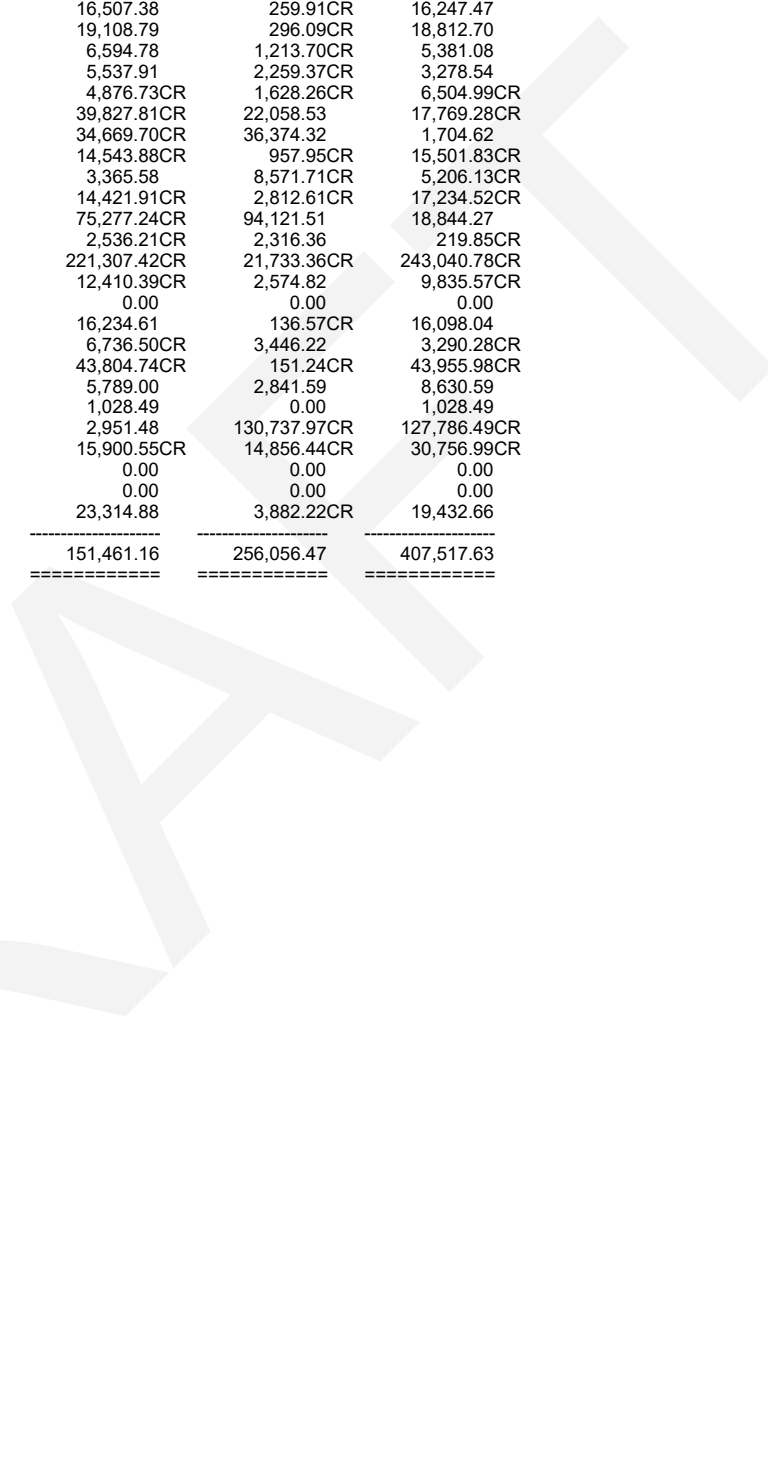 16,507.38 259.91CR 16,247.47
19,108.79 296.09CR 18,812.70
6,594.78 1,213.70CR 5,381.08
5,537.91 2,259.37CR 3,278.54
4,876.73CR 1,628.26CR 6,504.99CR
39,827.81CR 22,058.53 17,769.28CR
34,669.70CR 36,374.32 1,704.62
14,543.88CR 957.95CR 15,501.83CR
3,365.58 8,571.71CR 5,206.13CR
14,421.91CR 2,812.61CR 17,234.52CR
75,277.24CR 94,121.51 18,844.27
2,536.21CR 2,316.36 219.85CR
221,307.42CR 21,733.36CR 243,040.78CR
12,410.39CR 2,574.82 9,835.57CR
0.00 0.00 0.00
16,234.61 136.57CR 16,098.04
6,736.50CR 3,446.22 3,290.28CR
43,804.74CR 151.24CR 43,955.98CR
5,789.00 2,841.59 8,630.59
1,028.49 0.00 1,028.49
2,951.48 130,737.97CR 127,786.49CR
15,900.55CR 14,856.44CR 30,756.99CR
0.00 0.00 0.00
0.00 0.00 0.00
23,314.88 3,882.22CR 19,432.66
--------------------- --------------------- ---------------------
151,461.16 256,056.47 407,517.63
============ ============ ============